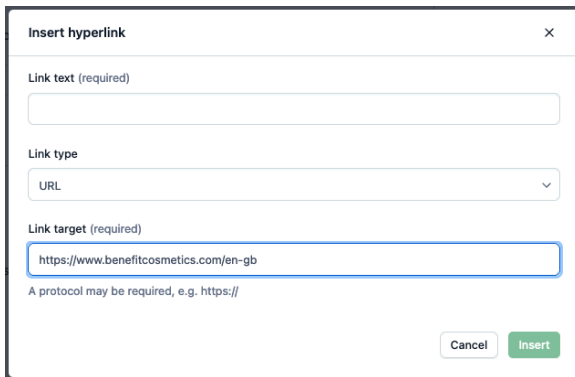 Insert hyperlink
Link text (required)
Link type
URL
Link target (required)
https://www.benefitcosmetics.com/en-gb
A protocol may be required, e.g. https://
Cancel Insert